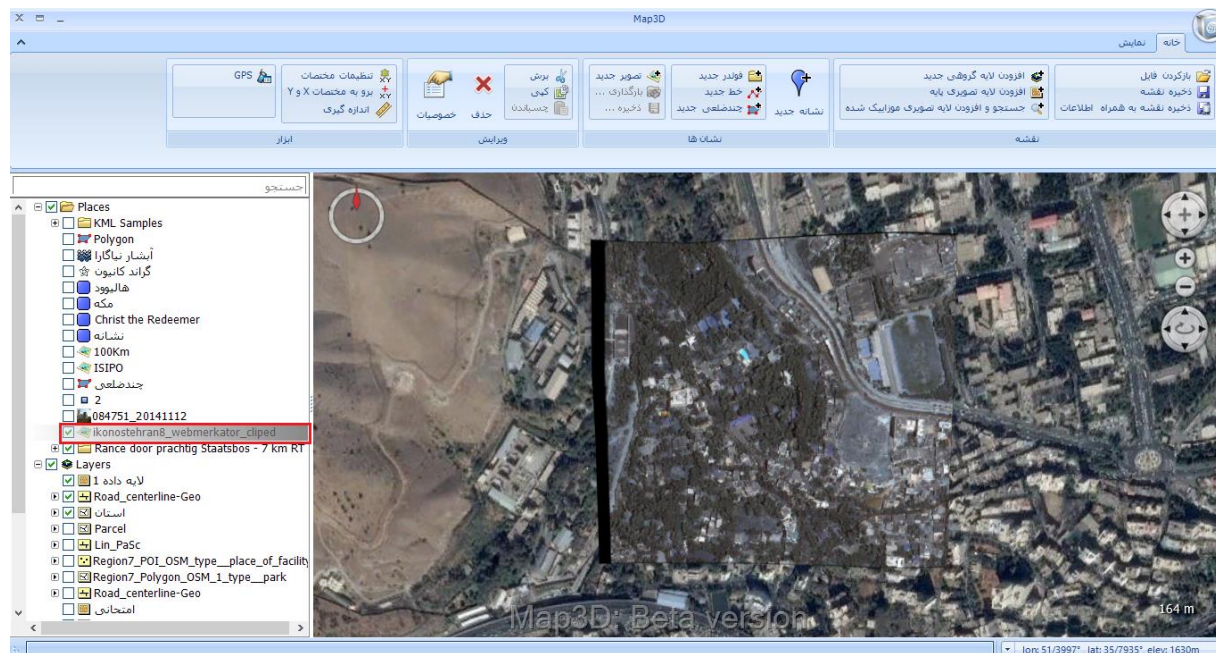 Map3D
خانه
نمایش
بازکردن فایل
ذخیره نقشه
ذخیره نقشه به همراه اطلاعات
افزودن لایه گروهی جدید
افزودن لایه تصویری پایه
جستجو و افزودن لایه تصویری موزاییک شده
نقشه
نشانه جدید
فولدر جدید
خط جدید
چندضلعی جدید
تصویر جدید
بارگذاری ...
ذخیره ...
نشان ها
برش
کپی
چسباندن
حذف
خصوصیات
ویرایش
تنظیمات مختصات
برو به مختصات X و Y
اندازه گیری
GPS
ابزار
جستجو
Places
KML Samples
Polygon
آبشار نیاگارا
گراند کانیون
هالیوود
مکه
Christ the Redeemer
نشانه
100Km
ISIPO
چندضلعی
2
084751_20141112
ikonostehran8_webmerkator_cliped
Rance door prachtig Staatsbos - 7 km RT
Layers
لایه داده 1
Road_centerline-Geo
استان
Parcel
Lin_PaSc
Region7_POI_OSM_type__place_of_facility
Region7_Polygon_OSM_1_type__park
Road_centerline-Geo
امتحانی
Map3D: Beta version
164 m
lon: 51/3997° lat: 35/7935° elev: 1630m